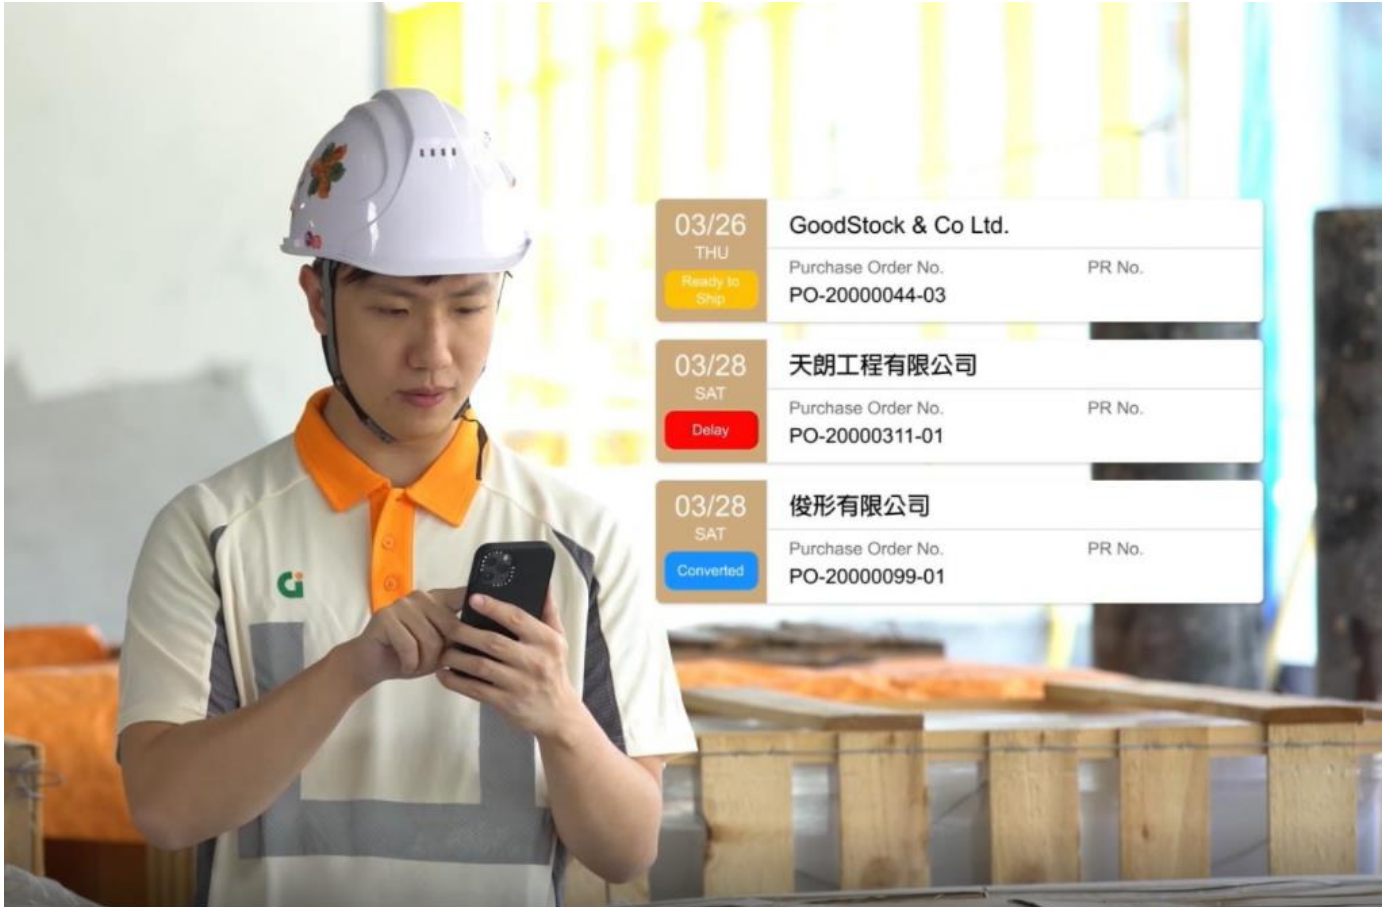 03/26
THU
Ready to
Ship
GoodStock & Co Ltd.
Purchase Order No.
PR No.
PO-20000044-03
03/28
SAT
Delay
天朗工程有限公司
Purchase Order No.
PR No.
PO-20000311-01
03/28
SAT
Converted
俊形有限公司
Purchase Order No.
PR No.
PO-20000099-01
Gi